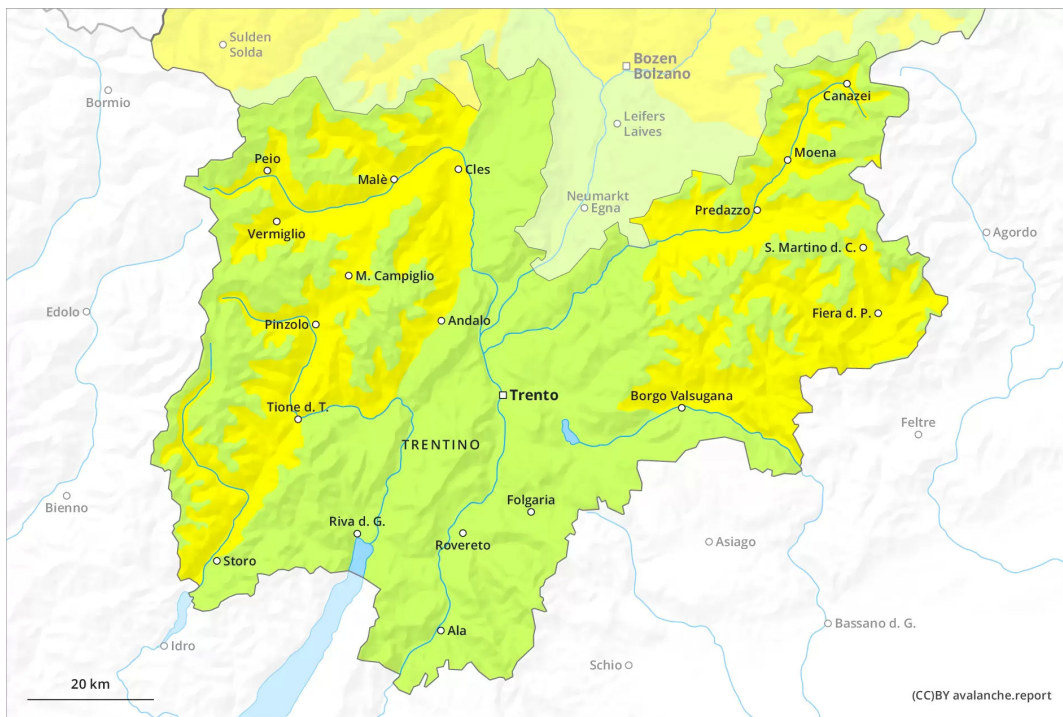 Sulden
Solda
Bozen
Bolzano
Bormio
Canazei
Leifers
Laives
Peio
Malè
Cles
Moena
Neumarkt
Egna
Predazzo
Vermiglio
Agordo
S. Martino d. C.
M. Campiglio
Edolo
Pinzolo
Andalo
Fiera d. P.
Trento
Borgo Valsugana
Tione d. T.
Feltre
TRENTINO
Bienno
Folgaria
Riva d. G.
Rovereto
Asiago
Storo
Bassano d. G.
Ala
Idro
Schio
20 km
(CC)BY avalanche.report